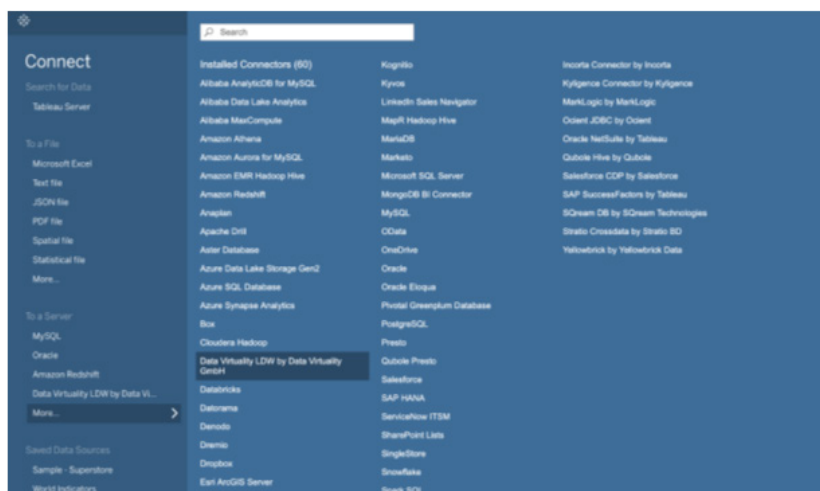 Connect
Search for Data
Tableau Server
To a File
Microsoft Excel
Text file
JSON file
PDF file
Spatial file
Statistical file
More...
To a Server
MySQL
Oracle
Amazon Redshift
Data Virtuality LDW by Data Vi...
More...
Saved Data Sources
Sample - Superstore
World Indicators
Search
Installed Connectors (60)
Alibaba AnalyticDB for MySQL
Alibaba Data Lake Analytics
Alibaba MaxCompute
Amazon Athena
Amazon Aurora for MySQL
Amazon EMR Hadoop Hive
Amazon Redshift
Anaplan
Apache Drill
Aster Database
Azure Data Lake Storage Gen2
Azure SQL Database
Azure Synapse Analytics
Box
Cloudera Hadoop
Data Virtuality LDW by Data Virtuality
GmbH
Databricks
Datorama
Denodo
Dremio
Dropbox
Esri ArcGIS Server
Kognitio
Kyvos
LinkedIn Sales Navigator
MapR Hadoop Hive
MariaDB
Marketo
Microsoft SQL Server
MongoDB BI Connector
MySQL
OData
OneDrive
Oracle
Oracle Eloqua
Pivotal Greenplum Database
PostgreSQL
Presto
Qubole Presto
Salesforce
SAP HANA
ServiceNow ITSM
SharePoint Lists
SingleStore
Snowflake
Spark SQL
Incorta Connector by Incorta
Kyligence Connector by Kyligence
MarkLogic by MarkLogic
Ocient JDBC by Ocient
Oracle NetSuite by Tableau
Qubole Hive by Qubole
Salesforce CDP by Salesforce
SAP SuccessFactors by Tableau
SQream DB by SQream Technologies
Stratio Crossdata by Stratio BD
Yellowbrick by Yellowbrick Data